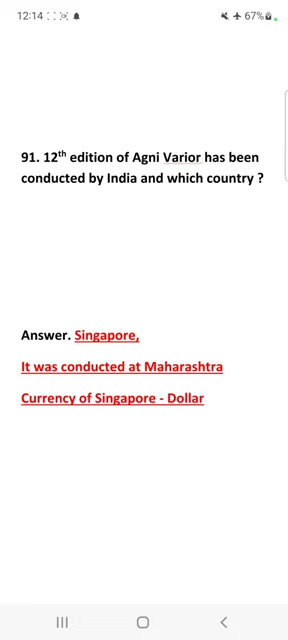 12:14 67%
91. 12th edition of Agni Varior has been
conducted by India and which country ?
Answer. Singapore,
It was conducted at Maharashtra
Currency of Singapore - Dollar